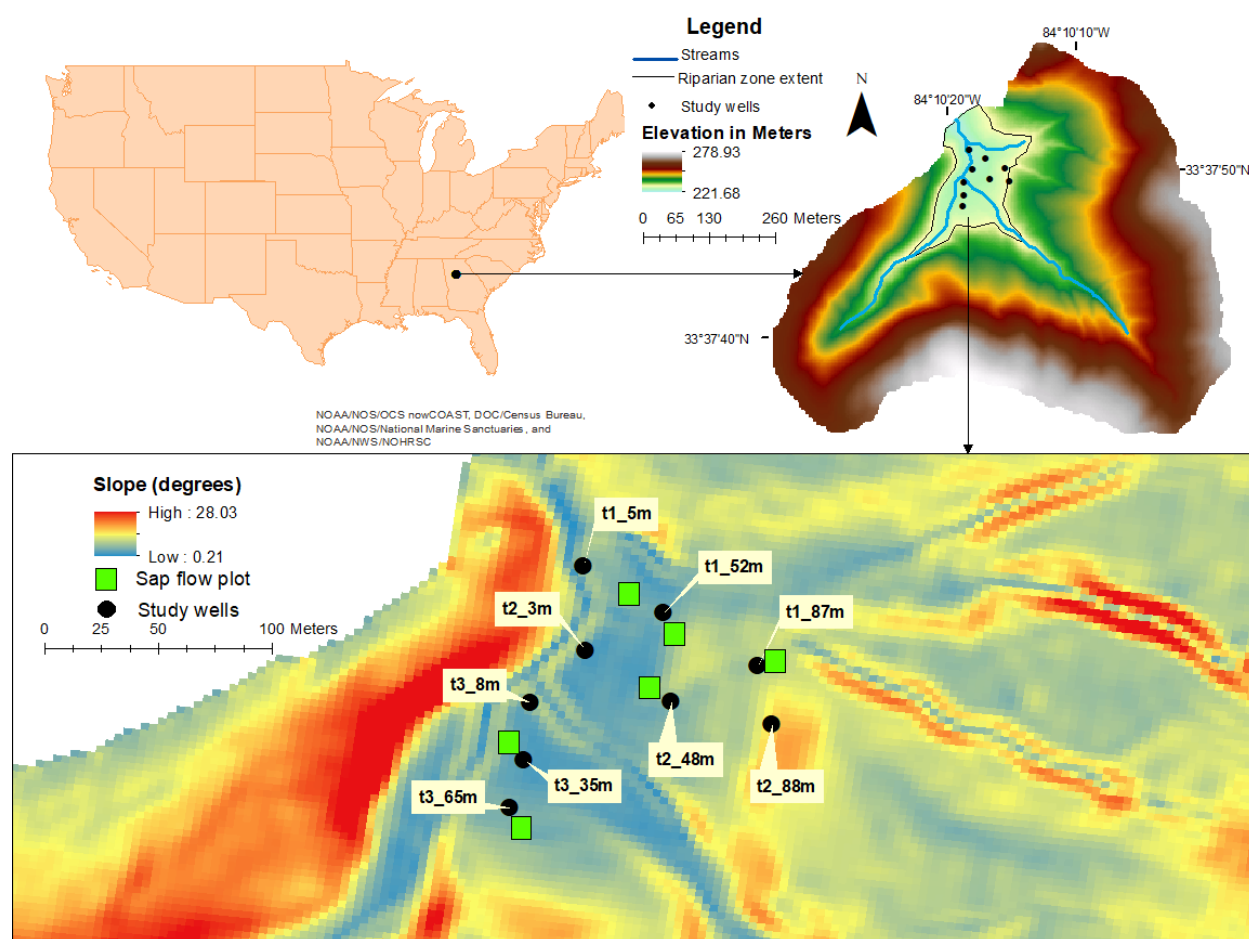 Legend
Streams
Riparian zone extent
Study wells
Elevation in Meters
278.93
221.68
0 65 130 260 Meters
N
84°10'10"W
84°10'20"W
33°37'50"N
33°37'40"N
NOAA/NOS/OCS nowCOAST, DOC/Census Bureau,
NOAA/NOS/National Marine Sanctuaries, and
NOAA/NWS/NOHRSC
Slope (degrees)
High : 28.03
Low : 0.21
Sap flow plot
Study wells
0 25 50 100 Meters
t1_5m
t1_52m
t2_3m
t1_87m
t3_8m
t2_48m
t3_35m
t2_88m
t3_65m